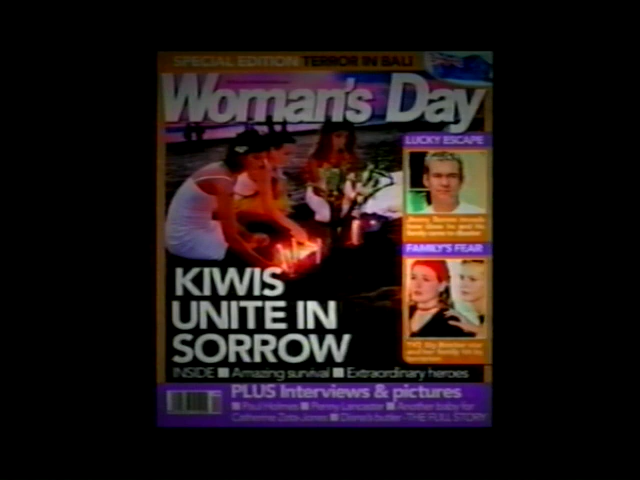 SPECIAL EDITION TERROR IN BALI
Woman's Day
LUCKY ESCAPE
FAMILY'S FEAR
KIWIS
UNITE IN
SORROW
INSIDE ■ Amazing survival ■ Extraordinary heroes
PLUS Interviews & pictures
■ Paul Holmes ■ Penny Lancaster ■ Another baby for
Catherine Zeta-Jones ■ Diana's butler - THE FULL STORY